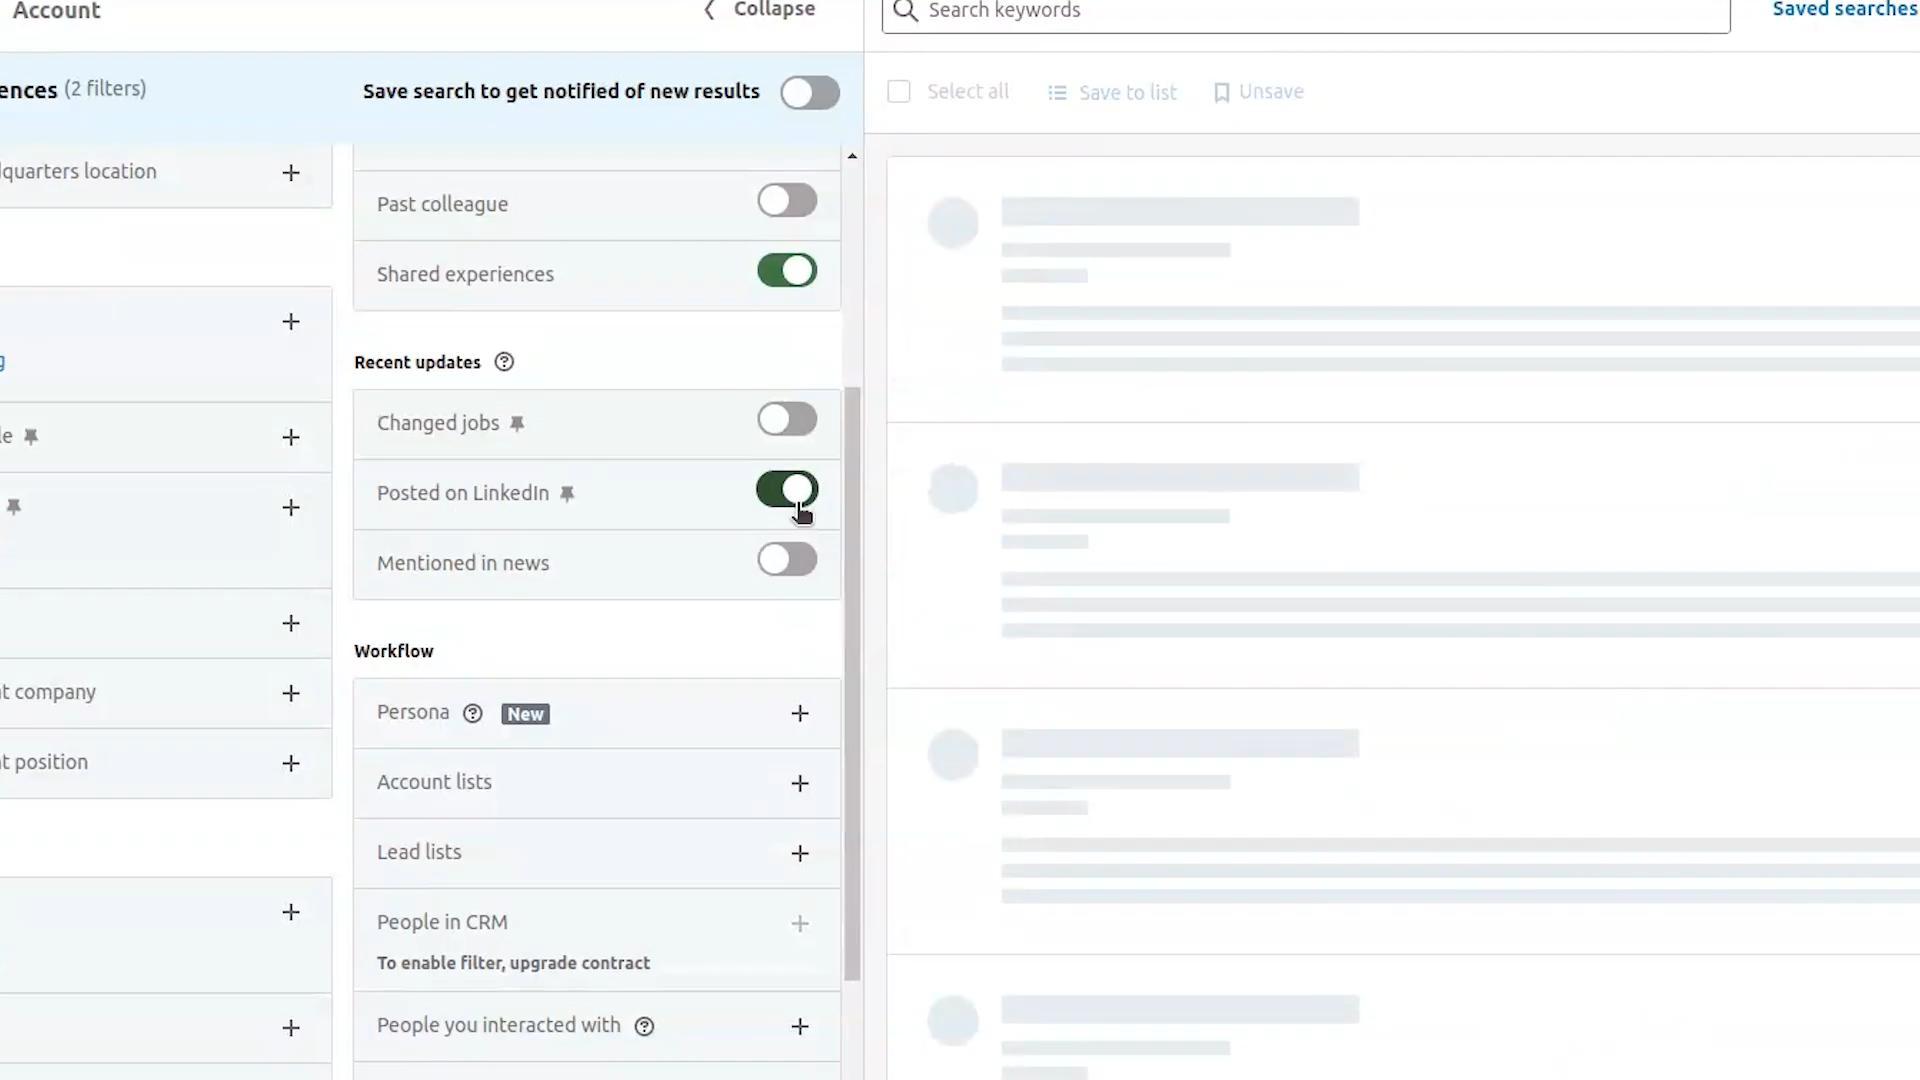 Account
Collapse
Search keywords
Saved searches
ences (2 filters)
Save search to get notified of new results
Select all
Save to list
Unsave
dquarters location
Past colleague
Shared experiences
g
Recent updates
Changed jobs
le
Posted on LinkedIn
Mentioned in news
Workflow
t company
Persona
New
t position
Account lists
Lead lists
People in CRM
To enable filter, upgrade contract
People you interacted with